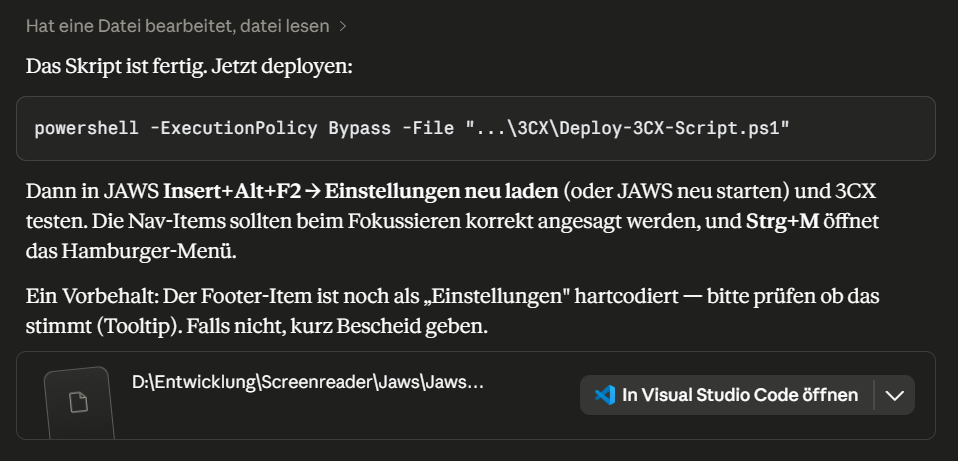 Hat eine Datei bearbeitet, datei lesen >
Das Skript ist fertig. Jetzt deployen:
powershell -ExecutionPolicy Bypass -File "...\3CX\Deploy-3CX-Script.ps1"
Dann in JAWS Insert+Alt+F2 → Einstellungen neu laden (oder JAWS neu starten) und 3CX
testen. Die Nav-Items sollten beim Fokussieren korrekt angesagt werden, und Strg+M öffnet
das Hamburger-Menü.
Ein Vorbehalt: Der Footer-Item ist noch als „Einstellungen" hartcodiert — bitte prüfen ob das
stimmt (Tooltip). Falls nicht, kurz Bescheid geben.
D:\Entwicklung\Screenreader\Jaws\Jaws...
In Visual Studio Code öffnen